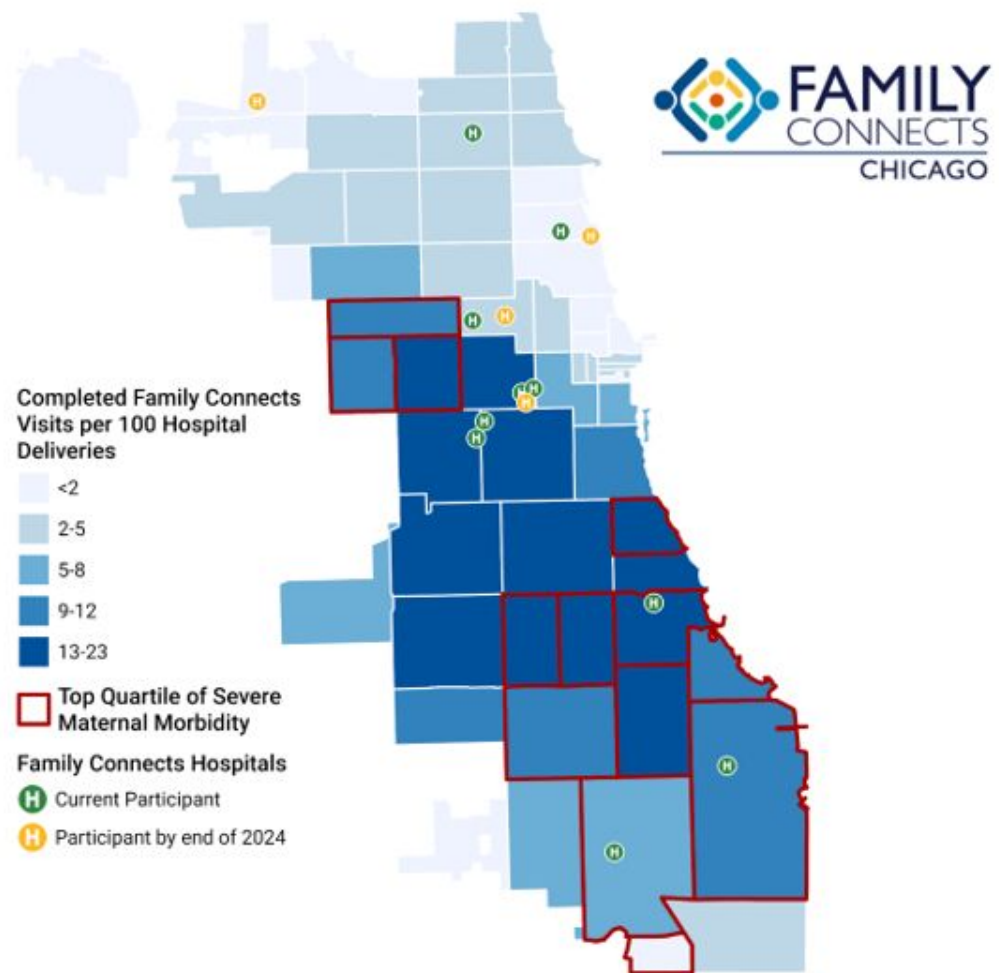 FAMILY
CONNECTS
CHICAGO
H
H
H
H
H
H
H
H
H
H
H
Completed Family Connects
Visits per 100 Hospital
Deliveries
<2
2-5
5-8
9-12
13-23
Top Quartile of Severe
Maternal Morbidity
Family Connects Hospitals
H Current Participant
H Participant by end of 2024
H
H
H